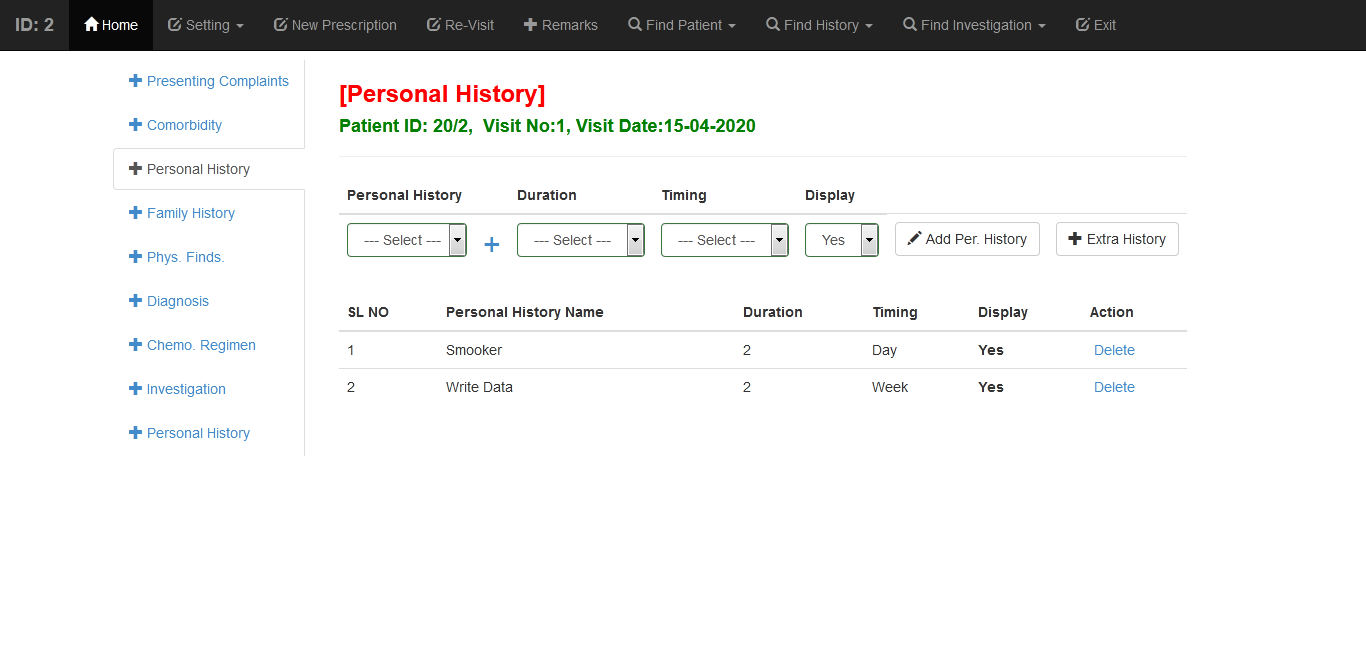 ID: 2 Home Setting New Prescription Re-Visit Remarks Find Patient Find History Find Investigation Exit
Presenting Complaints
Comorbidity
Personal History
Family History
Phys. Finds.
Diagnosis
Chemo. Regimen
Investigation
Personal History
[Personal History]
Patient ID: 20/2, Visit No:1, Visit Date:15-04-2020
Personal History Duration Timing Display
--- Select --- + --- Select --- --- Select --- Yes Add Per. History Extra History
SL NO Personal History Name Duration Timing Display Action
1 Smooker 2 Day Yes Delete
2 Write Data 2 Week Yes Delete